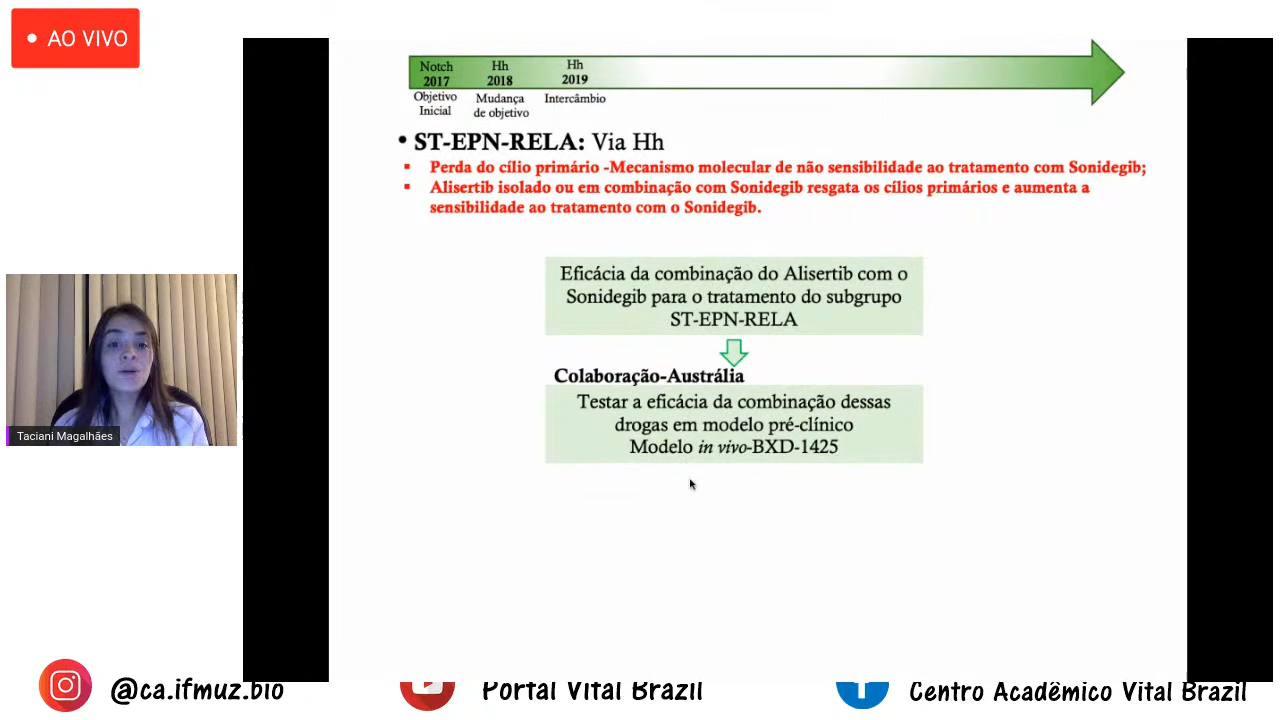 AO VIVO
Notch
2017
Objetivo
Inicial
Hh
2018
Mudança
de objetivo
Hh
2019
Intercâmbio
• ST-EPN-RELA: Via Hh
▪ Perda do cílio primário -Mecanismo molecular de não sensibilidade ao tratamento com Sonidegib;
▪ Alisertib isolado ou em combinação com Sonidegib resgata os cílios primários e aumenta a
sensibilidade ao tratamento com o Sonidegib.
Eficácia da combinação do Alisertib com o
Sonidegib para o tratamento do subgrupo
ST-EPN-RELA
Colaboração-Austrália
Testar a eficácia da combinação dessas
drogas em modelo pré-clínico
Modelo in vivo-BXD-1425
Taciani Magalhães
@ca.ifmuz.bio
Portal Vital Brazil
Centro Acadêmico Vital Brazil